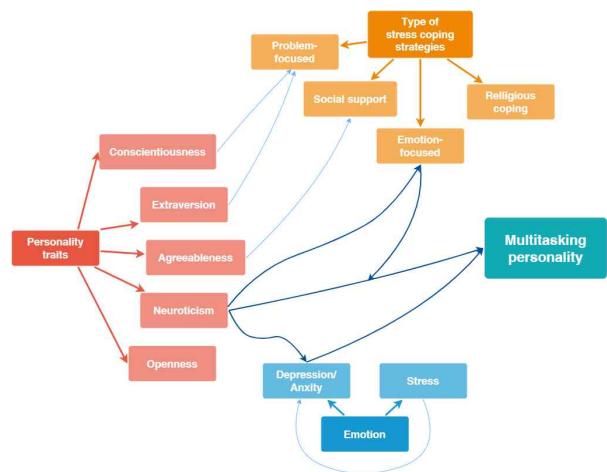 Type of
stress coping
strategies
Problem-
focused
Social support
Relligious
coping
Emotion-
focused
Conscientiousness
Extraversion
Personality
traits
Agreeableness
Multitasking
personality
Neuroticism
Openness
Depression/
Anxity
Stress
Emotion